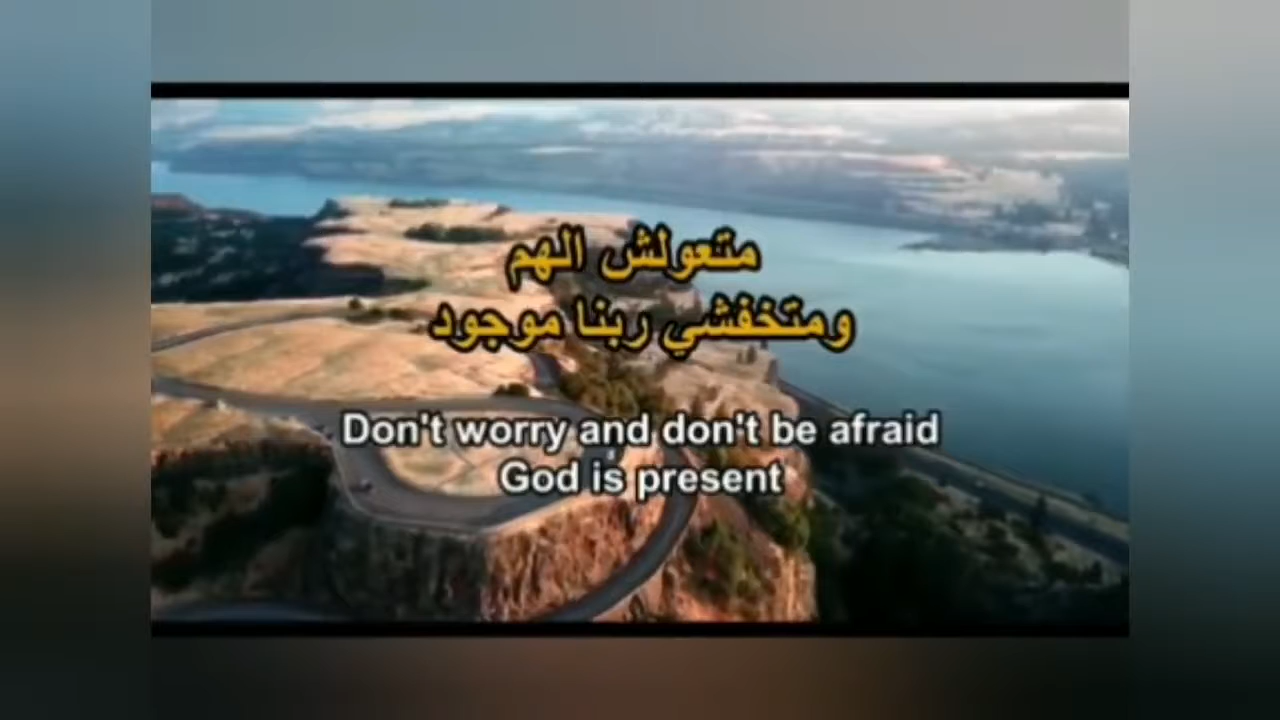 متعولش الهم
ومتخفشي ربنا موجود
Don't worry and don't be afraid
God is present